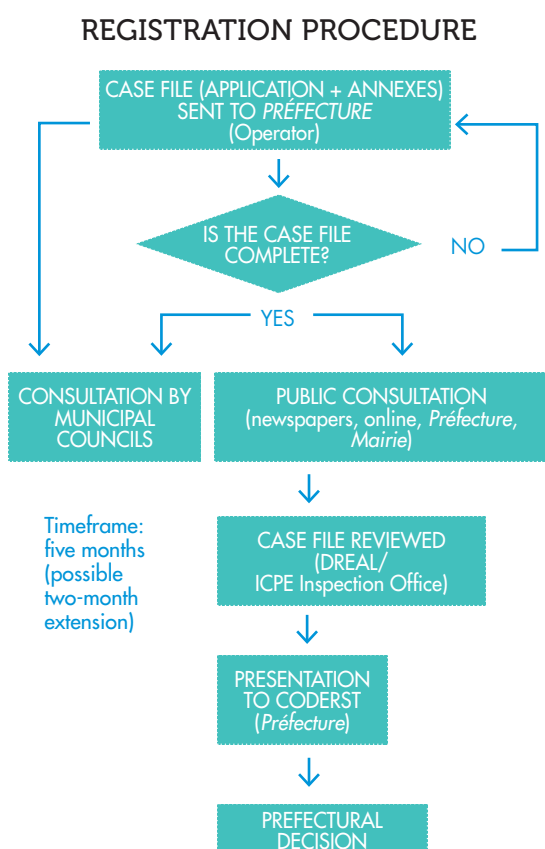 REGISTRATION PROCEDURE
CASE FILE (APPLICATION + ANNEXES)
SENT TO PRÉFECTURE
(Operator)
IS THE CASE FILE
COMPLETE?
NO
YES
CONSULTATION BY
MUNICIPAL
COUNCILS
PUBLIC CONSULTATION
(newspapers, online, Préfecture,
Mairie)
Timeframe:
five months
(possible
two-month
extension)
CASE FILE REVIEWED
(DREAL/
ICPE Inspection Office)
PRESENTATION
TO CODERST
(Préfecture)
PREFECTURAL
DECISION